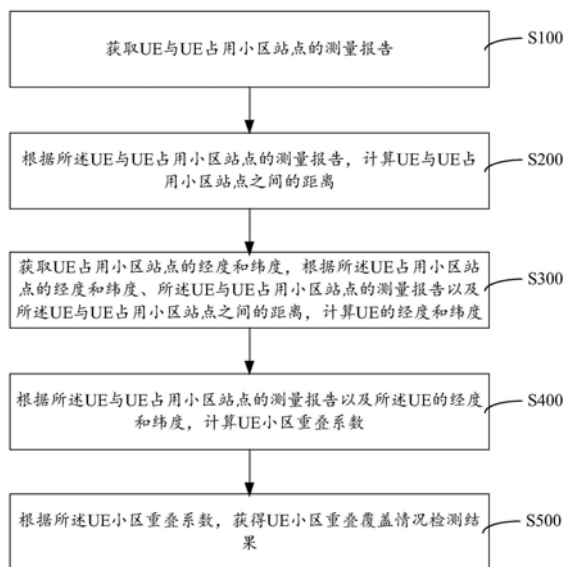 获取UE与UE占用小区站点的测量报告
S100
根据所述UE与UE占用小区站点的测量报告，计算UE与UE占
用小区站点之间的距离
S200
获取UE占用小区站点的经度和纬度，根据所述UE占用小区站
点的经度和纬度、所述UE与UE占用小区站点的测量报告以及
所述UE与UE占用小区站点之间的距离，计算UE的经度和纬度
S300
根据所述UE与UE占用小区站点的测量报告以及所述UE的经度
和纬度，计算UE小区重叠系数
S400
根据所述UE小区重叠系数，获得UE小区重叠覆盖情况检测结
果
S500